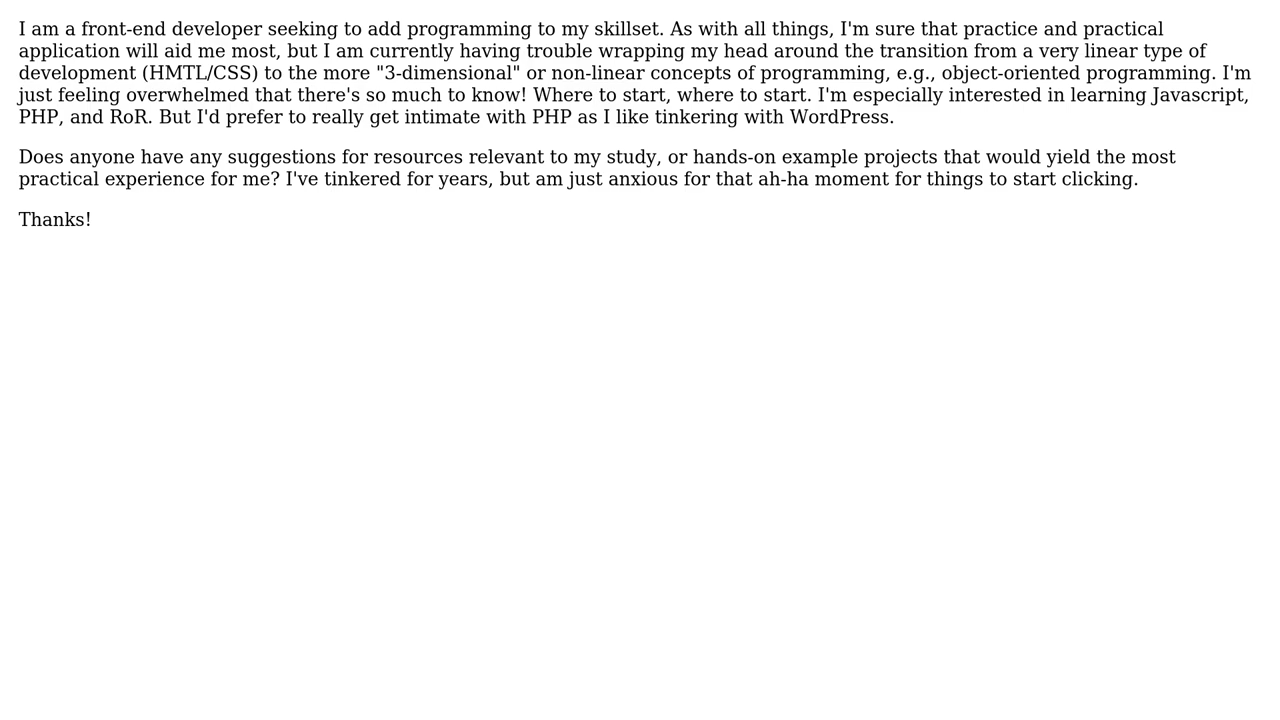 I am a front-end developer seeking to add programming to my skillset. As with all things, I'm sure that practice and practical
application will aid me most, but I am currently having trouble wrapping my head around the transition from a very linear type of
development (HMTL/CSS) to the more "3-dimensional" or non-linear concepts of programming, e.g., object-oriented programming. I'm
just feeling overwhelmed that there's so much to know! Where to start, where to start. I'm especially interested in learning Javascript,
PHP, and RoR. But I'd prefer to really get intimate with PHP as I like tinkering with WordPress.
Does anyone have any suggestions for resources relevant to my study, or hands-on example projects that would yield the most
practical experience for me? I've tinkered for years, but am just anxious for that ah-ha moment for things to start clicking.
Thanks!